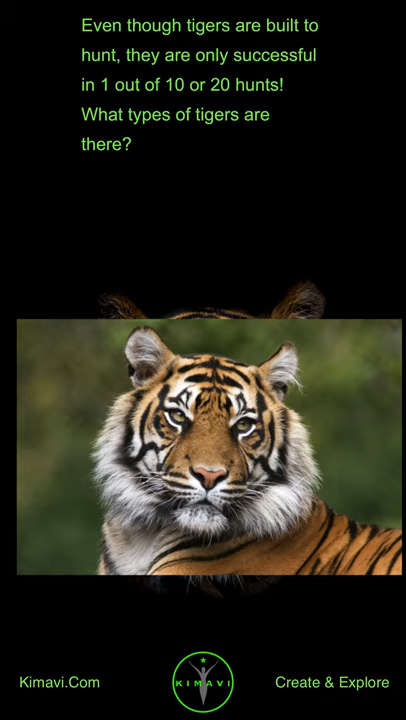 Even though tigers are built to
hunt, they are only successful
in 1 out of 10 or 20 hunts!
What types of tigers are
there?
Kimavi.Com
KIMAVI
Create & Explore